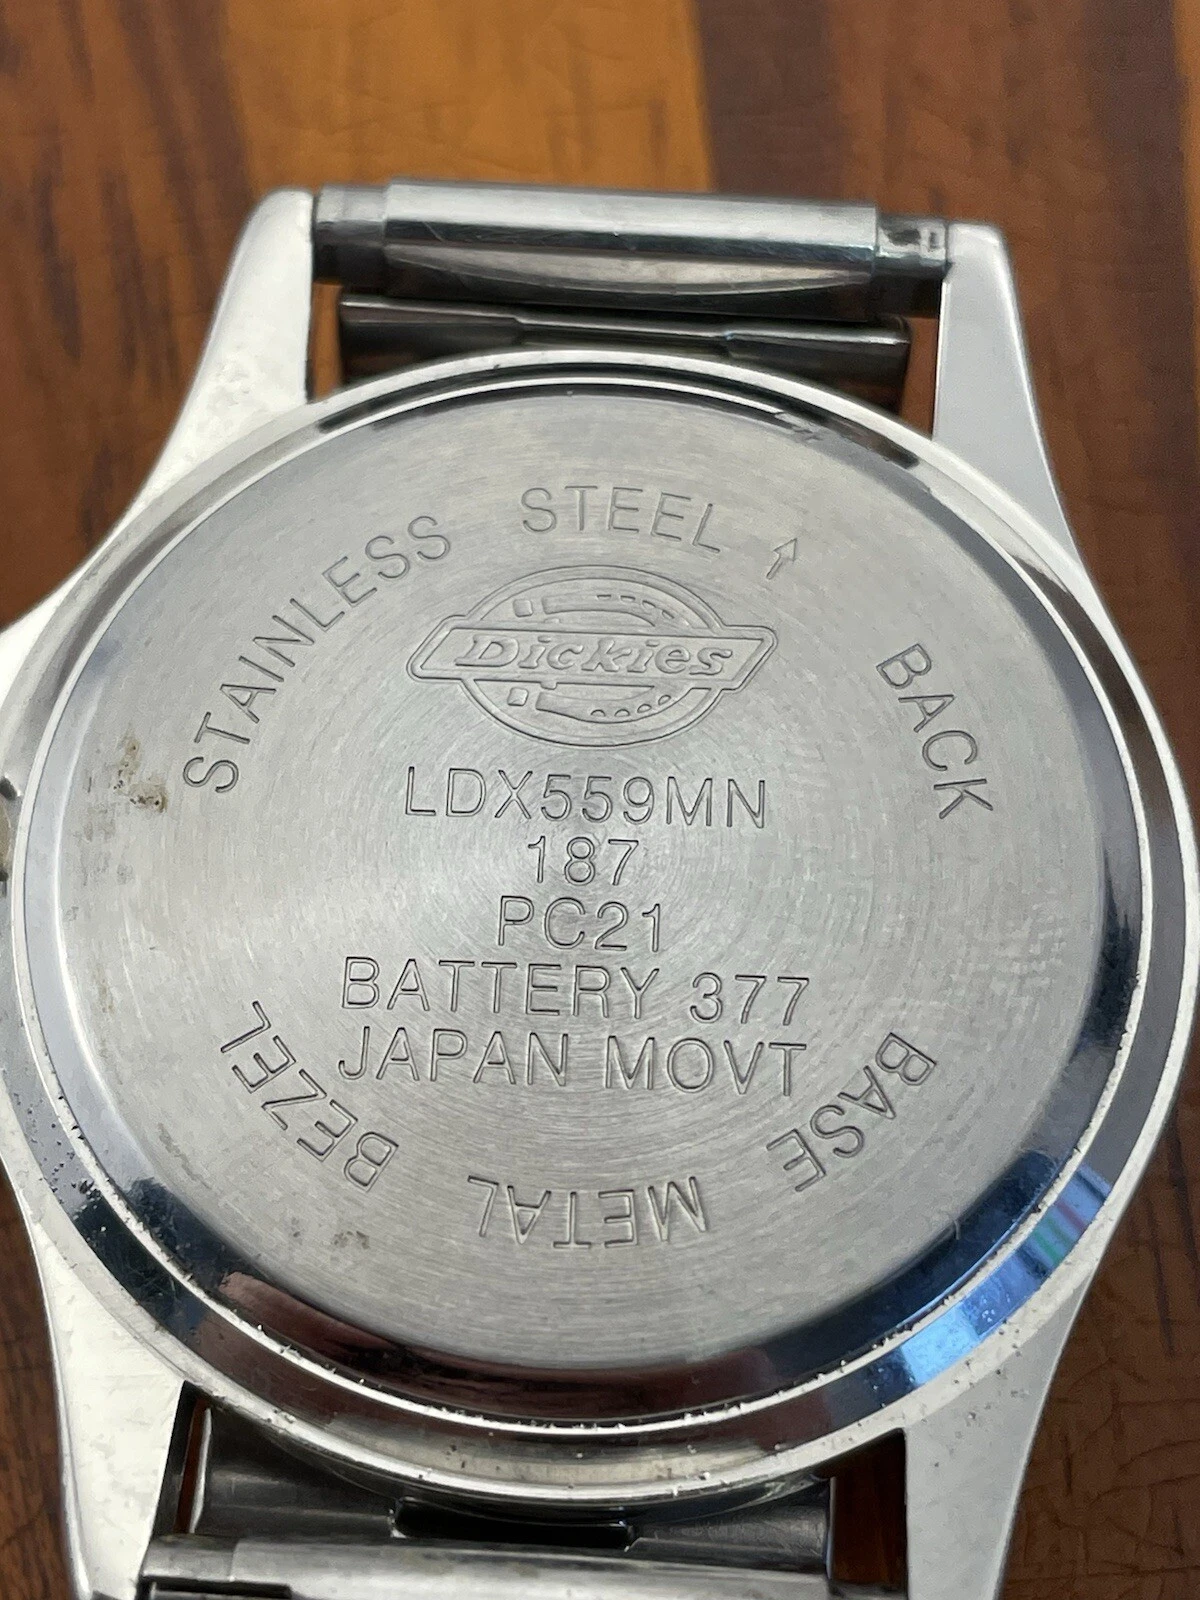 STAINLESS STEEL BACK
Dickies
LDX559MN
187
PC21
BATTERY 377
JAPAN MOVT
BASE METAL BEZEL